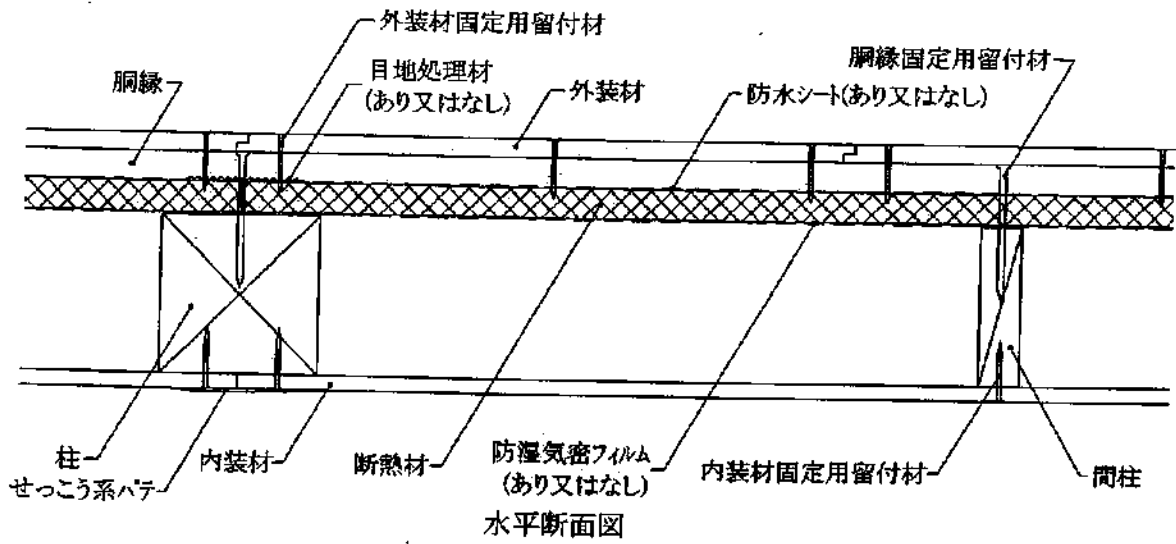 外装材固定用留付材
目地処理材
(あり又はなし)
胴縁
外装材
防水シート(あり又はなし)
胴縁固定用留付材
柱
せっこう系パテ
内装材
断熱材
防湿気密フィルム
(あり又はなし)
内装材固定用留付材
間柱
水平断面図